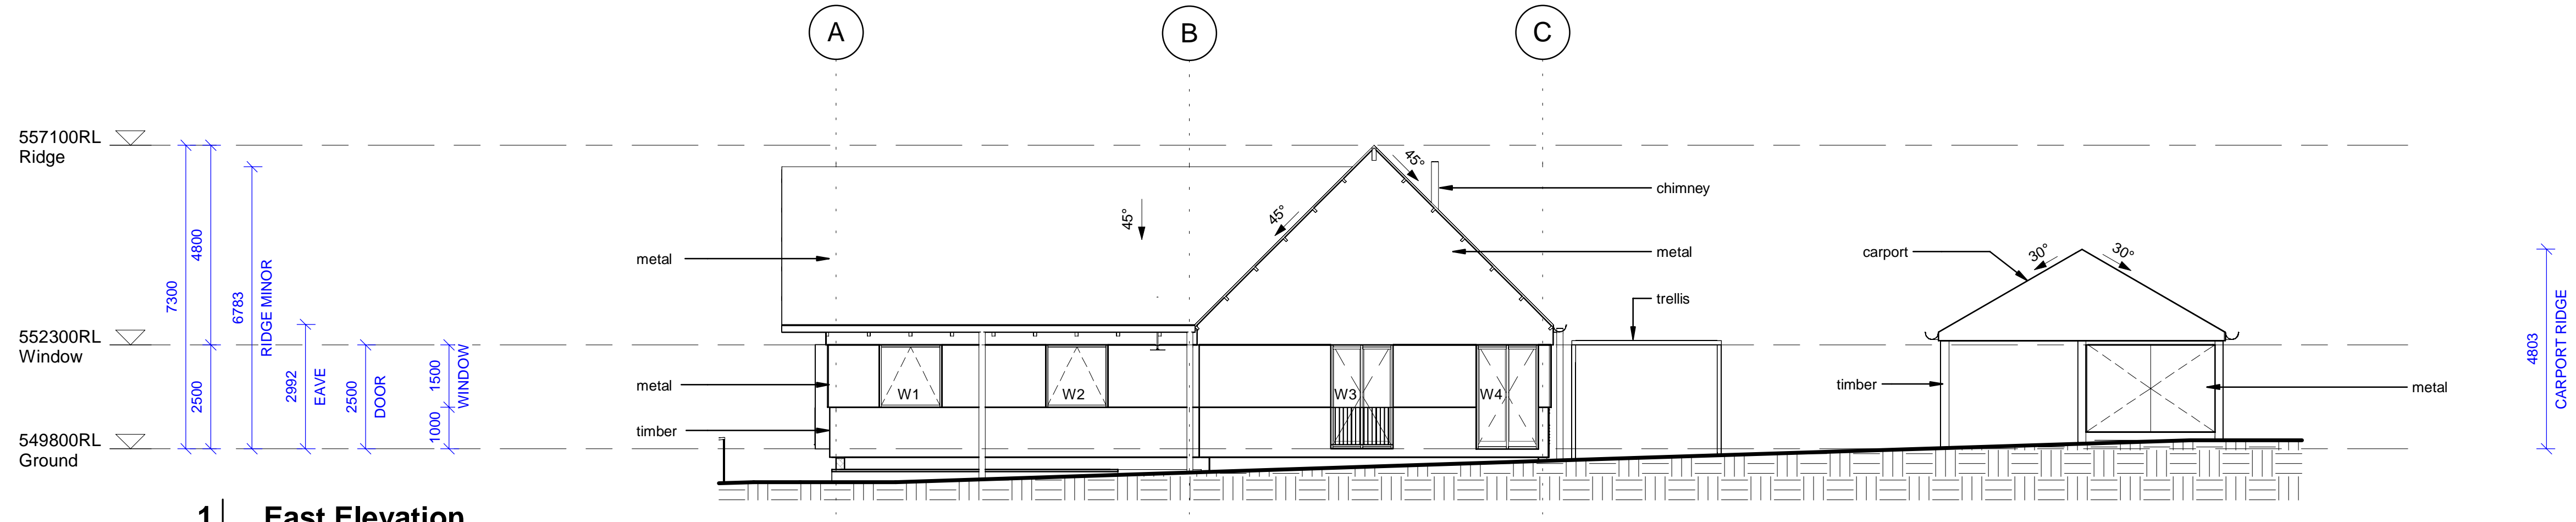 A
B
C
557100RL
Ridge
45°
chimney
45°
45°
metal
metal
carport
30°
30°
7300
4800
6783
RIDGE MINOR
trellis
552300RL
Window
2500
2992
EAVE
2500
DOOR
1500
WINDOW
1000
metal
W1
W2
W3
W4
timber
metal
4803
CARPORT RIDGE
timber
549800RL
Ground
1 East Elevation